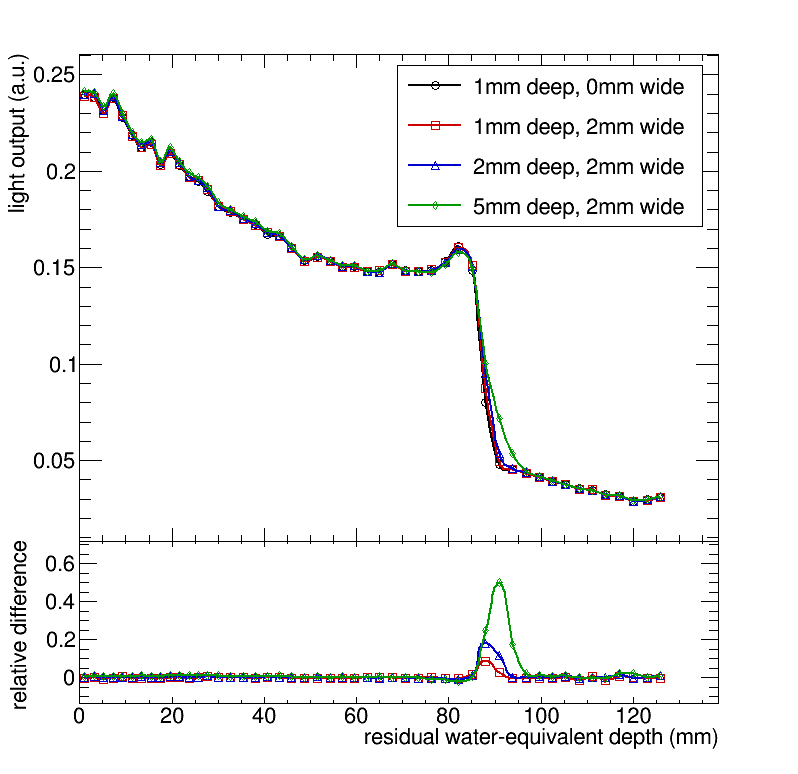 light output (a.u.)
0.25
0.2
0.15
0.1
0.05
1mm deep, 0mm wide
1mm deep, 2mm wide
2mm deep, 2mm wide
5mm deep, 2mm wide
relative difference
0.6
0.4
0.2
0
0 20 40 60 80 100 120
residual water-equivalent depth (mm)